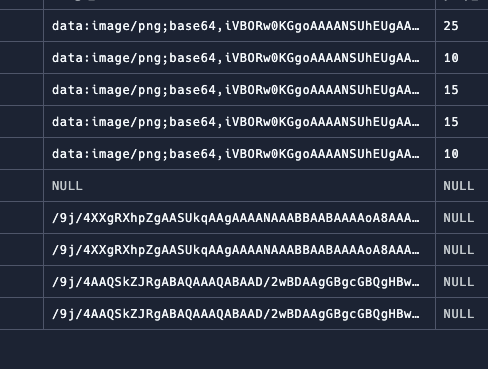 data:image/png;base64,iVBORw0KGgoAAAANSUhEUgAA… 25
data:image/png;base64,iVBORw0KGgoAAAANSUhEUgAA… 10
data:image/png;base64,iVBORw0KGgoAAAANSUhEUgAA… 15
data:image/png;base64,iVBORw0KGgoAAAANSUhEUgAA… 15
data:image/png;base64,iVBORw0KGgoAAAANSUhEUgAA… 10
NULL NULL
/9j/4XXgRXhpZgAASUkqAAgAAAANAAABBAABAAAAoA8AAA… NULL
/9j/4XXgRXhpZgAASUkqAAgAAAANAAABBAABAAAAoA8AAA… NULL
/9j/4AAQSkZJRgABAQAAAQABAAD/2wBDAAgGBgcGBQgHBw… NULL
/9j/4AAQSkZJRgABAQAAAQABAAD/2wBDAAgGBgcGBQgHBw… NULL